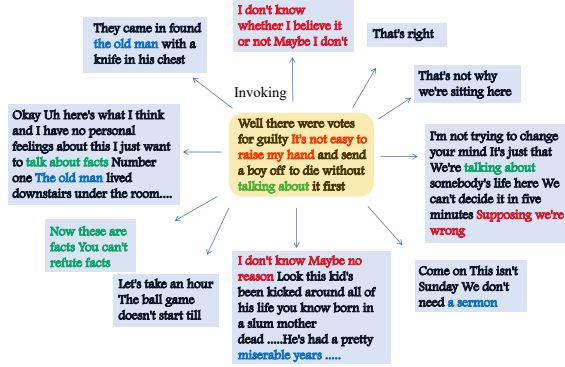 They came in found
the old man with a
knife in his chest
I don't know
whether I believe it
or not Maybe I don't
That's right
That's not why
we're sitting here
Invoking
Okay Uh here's what I think
and I have no personal
feelings about this I just want
to talk about facts Number
one The old man lived
downstairs under the room....
Well there were votes
for guilty It's not easy to
raise my hand and send
a boy off to die without
talking about it first
I'm not trying to change
your mind It's just that
We're talking about
somebody's life here We
can't decide it in five
minutes Supposing we're
wrong
Now these are
facts You can't
refute facts
Let's take an hour
The ball game
doesn't start till
I don't know Maybe no
reason Look this kid's
been kicked around all of
his life you know born in
a slum mother
dead .....He's had a pretty
miserable years .....
Come on This isn't
Sunday We don't
need a sermon